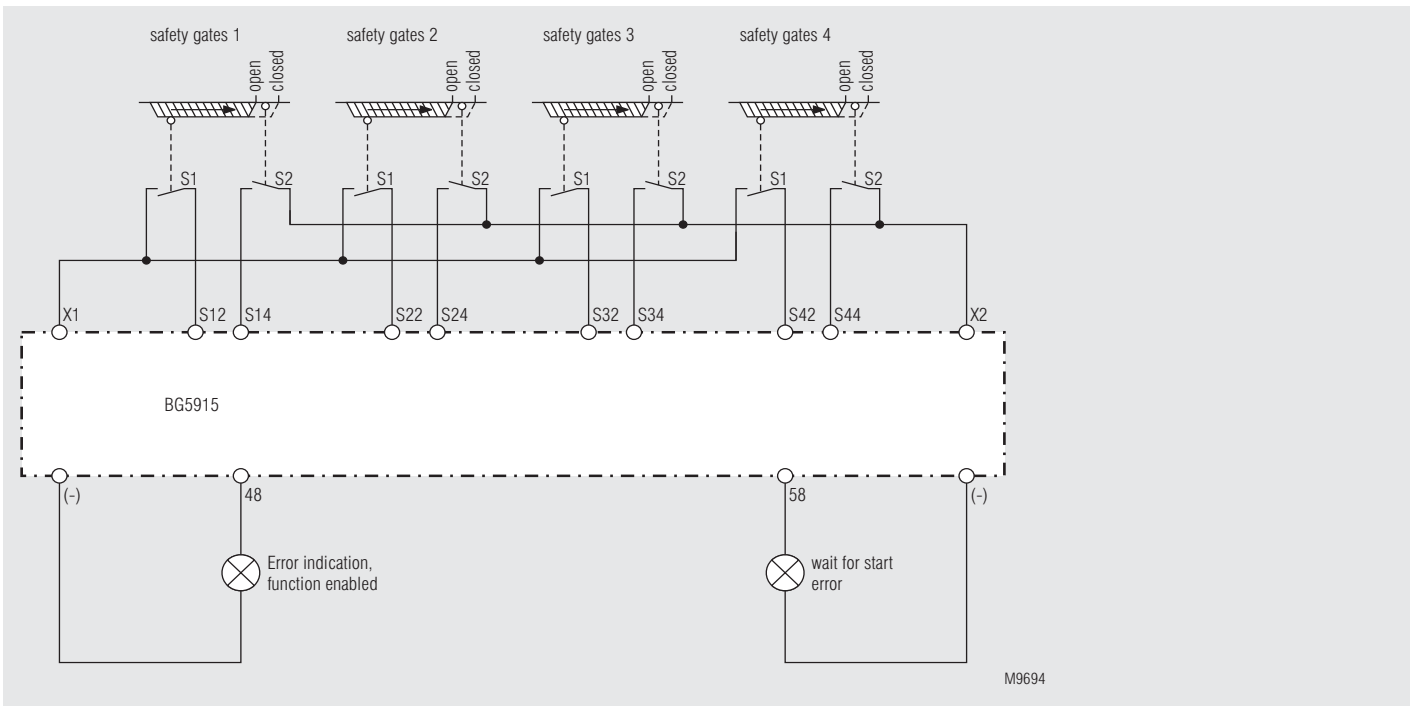 safety gates 1
safety gates 2
safety gates 3
safety gates 4
open
closed
open
closed
open
closed
open
closed
S1
S2
S1
S2
S1
S2
S1
S2
X1
S12
S14
S22
S24
S32
S34
S42
S44
X2
BG5915
(-)
48
58
(-)
Error indication,
function enabled
wait for start
error
M9694